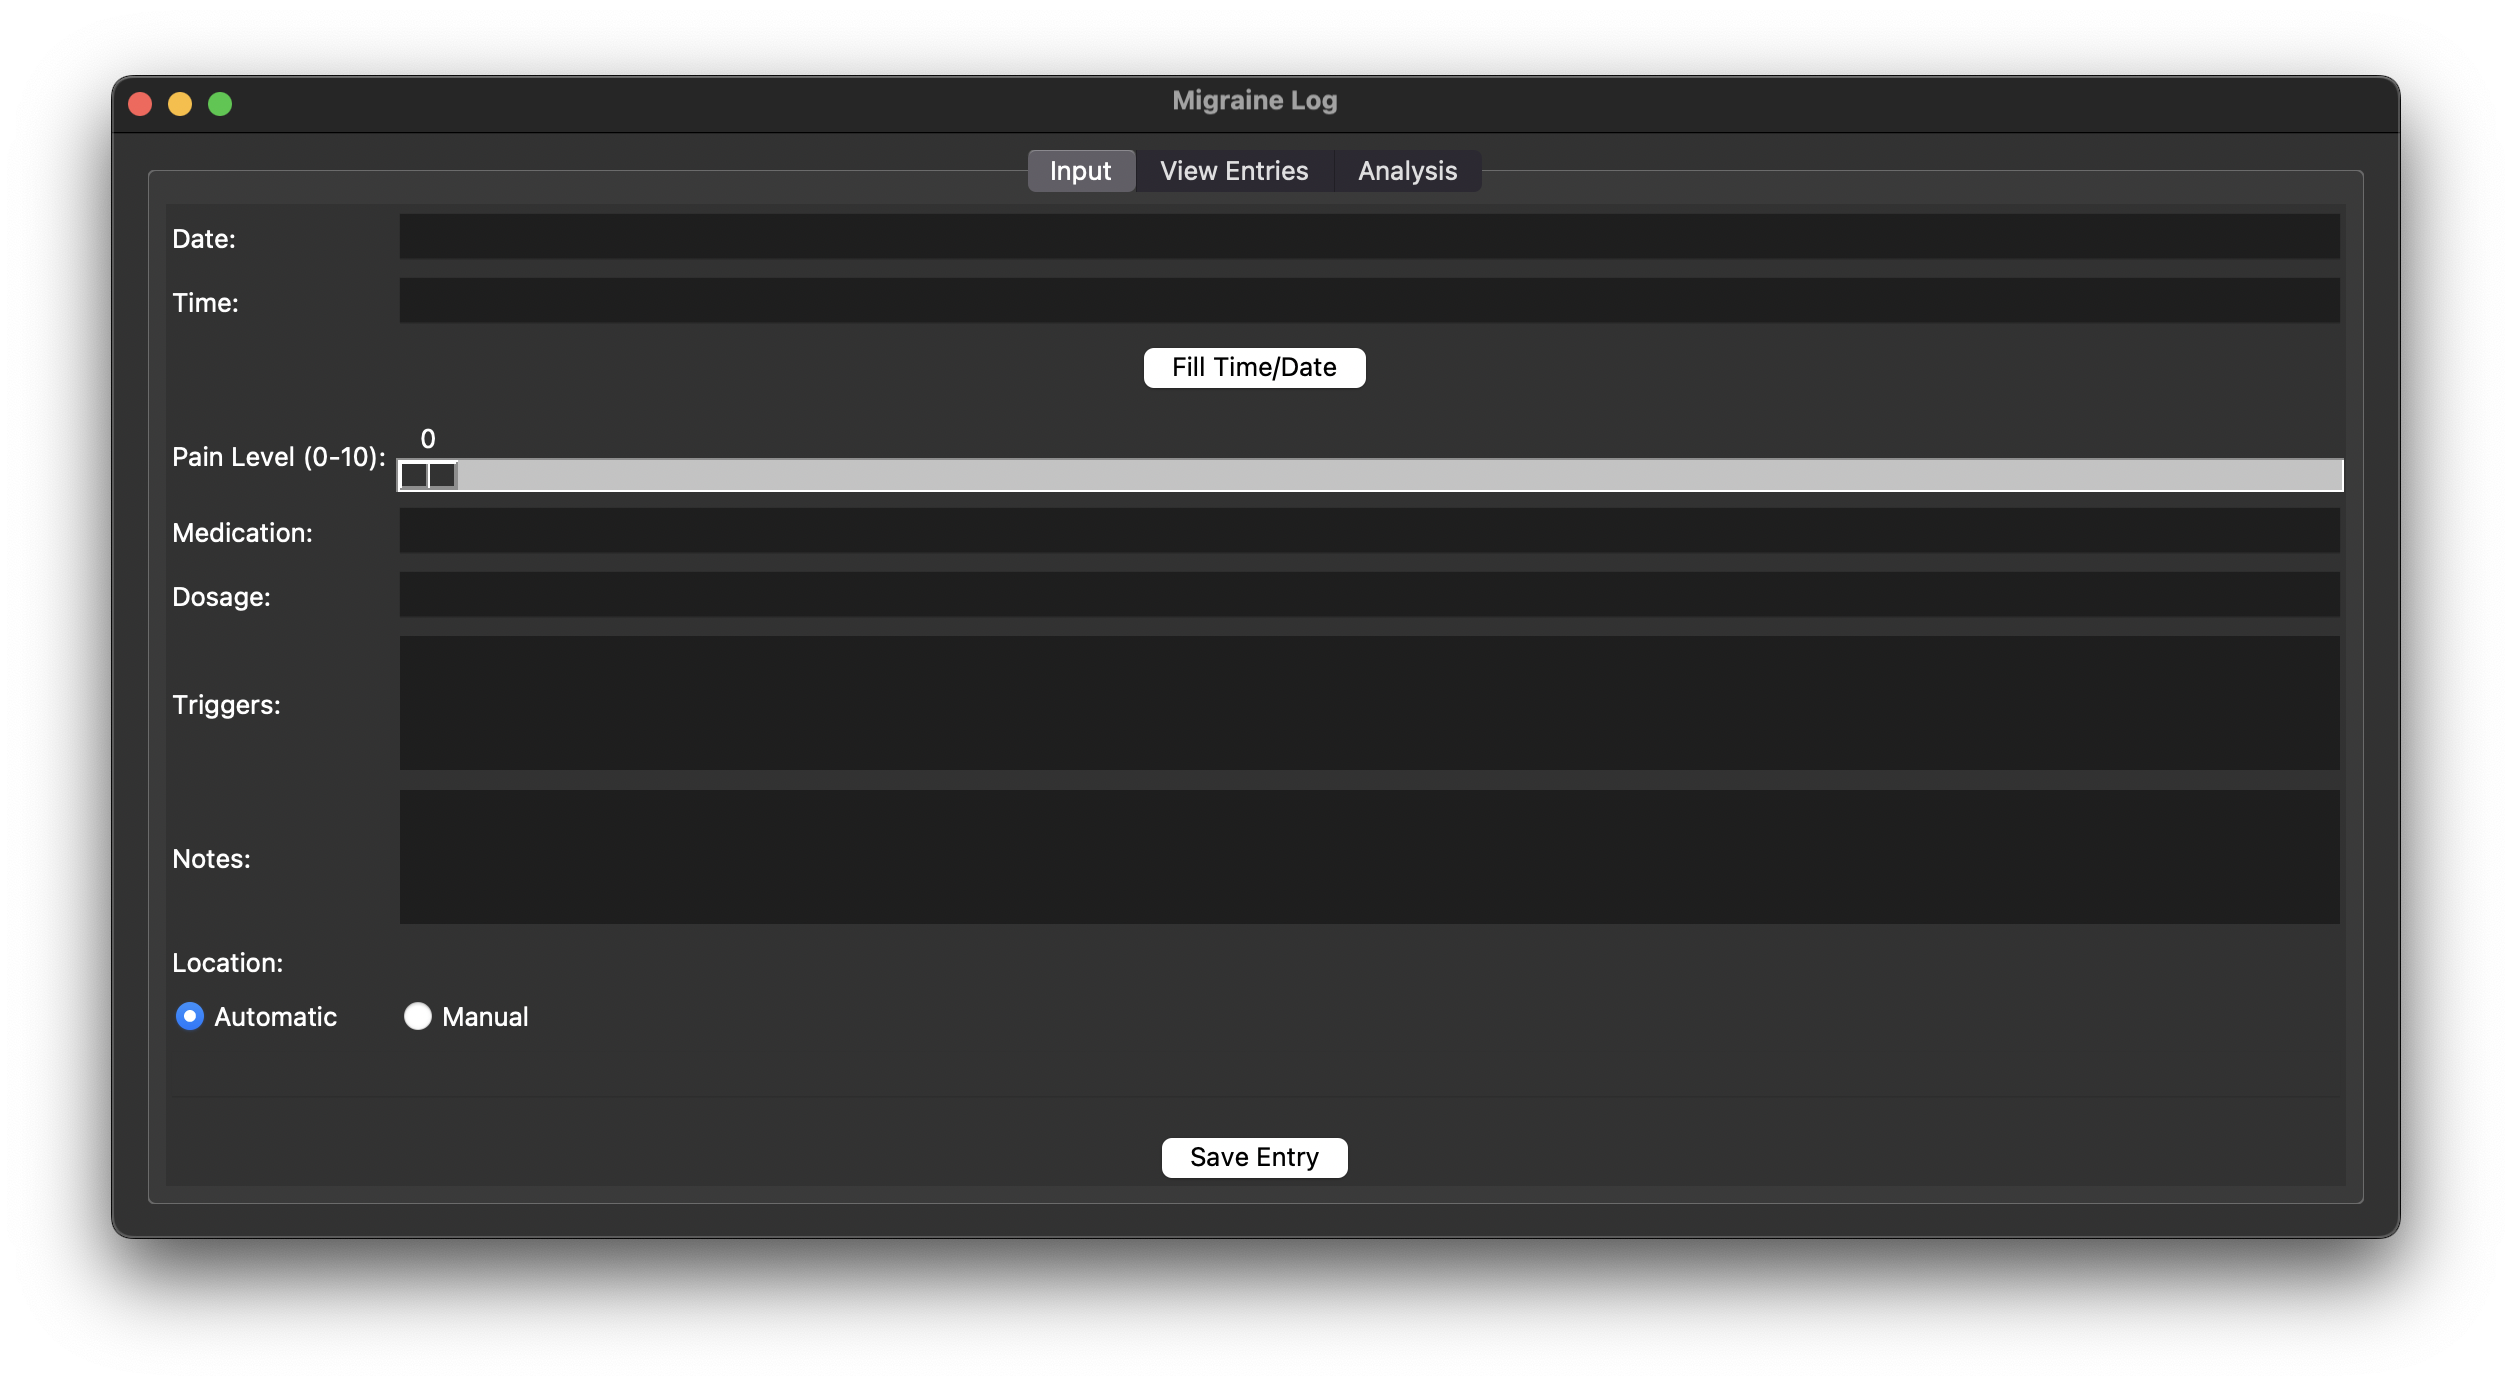 Migraine Log
Input View Entries Analysis
Date:
Time:
Fill Time/Date
0
Pain Level (0-10):
Medication:
Dosage:
Triggers:
Notes:
Location:
Automatic Manual
Save Entry